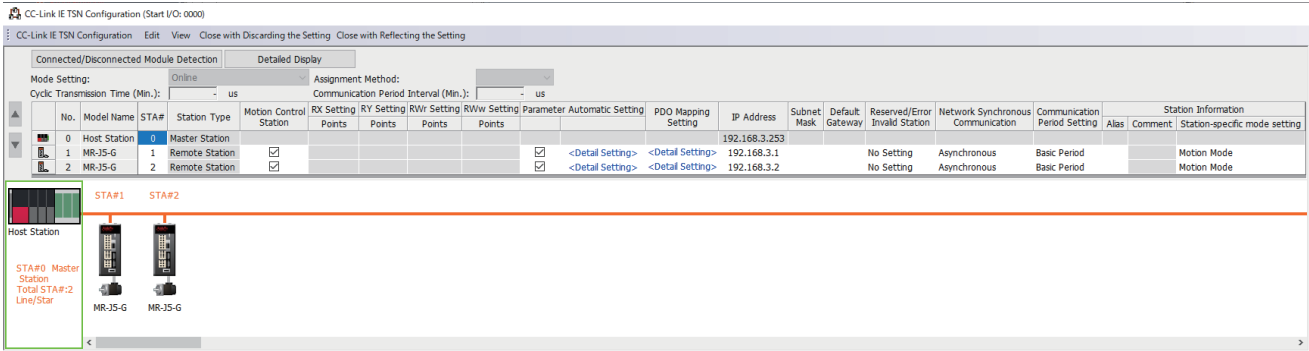 CC-Link IE TSN Configuration (Start I/O: 0000)
CC-Link IE TSN Configuration Edit View Close with Discarding the Setting Close with Reflecting the Setting
Connected/Disconnected Module Detection Detailed Display
Mode Setting: Online Assignment Method:
Cyclic Transmission Time (Min.): - us Communication Period Interval (Min.): - us
No. Model Name STA# Station Type Motion Control Station RX Setting Points RY Setting Points RWr Setting Points RWw Setting Points Parameter Automatic Setting PDO Mapping Setting IP Address Subnet Mask Default Gateway Reserved/Error Invalid Station Network Synchronous Communication Communication Period Setting Station Information Alias Comment Station-specific mode setting
0 Host Station 0 Master Station 192.168.3.253
1 MR-J5-G 1 Remote Station <Detail Setting> <Detail Setting> 192.168.3.1 No Setting Asynchronous Basic Period Motion Mode
2 MR-J5-G 2 Remote Station <Detail Setting> <Detail Setting> 192.168.3.2 No Setting Asynchronous Basic Period Motion Mode
STA#1 STA#2
Host Station
STA#0 Master
Station
Total STA#:2
Line/Star
MR-J5-G MR-J5-G